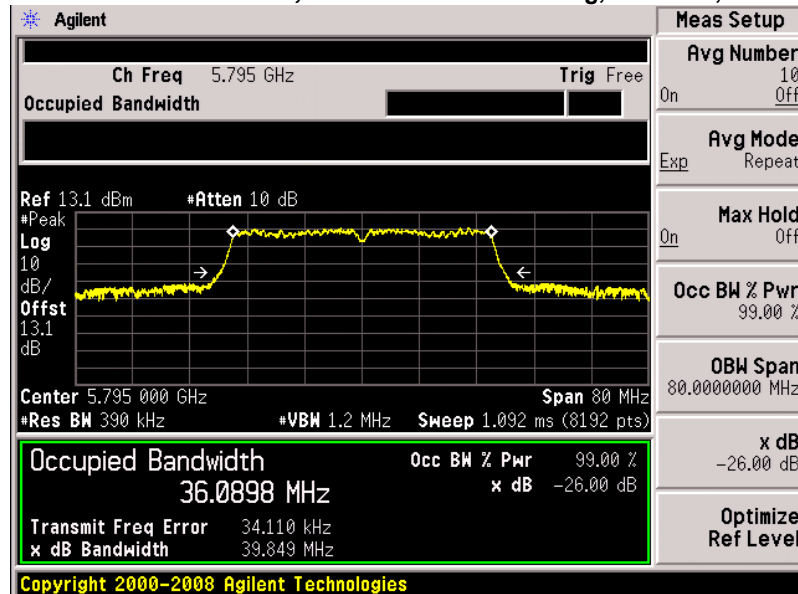 Agilent
Ch Freq 5.795 GHz Trig Free
Occupied Bandwidth
Ref 13.1 dBm #Atten 10 dB
#Peak
Log
10
dB/
Offst
13.1
dB
Center 5.795 000 GHz Span 80 MHz
#Res BW 390 kHz #VBW 1.2 MHz Sweep 1.092 ms (8192 pts)
Occupied Bandwidth Occ BW % Pwr 99.00 %
36.0898 MHz x dB -26.00 dB
Transmit Freq Error 34.110 kHz
x dB Bandwidth 39.849 MHz
Copyright 2000-2008 Agilent Technologies
Meas Setup
Avg Number
10
On Off
Avg Mode
Exp Repeat
Max Hold
On Off
Occ BW % Pwr
99.00 %
OBW Span
80.0000000 MHz
x dB
-26.00 dB
Optimize
Ref Level